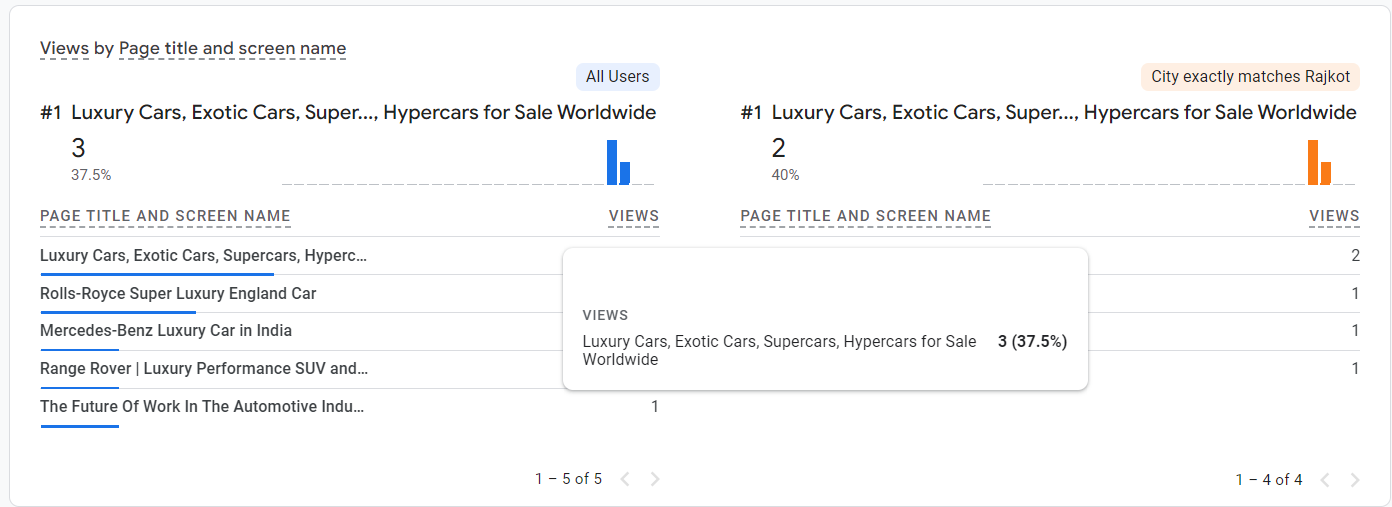 Views by Page title and screen name
All Users
#1 Luxury Cars, Exotic Cars, Super..., Hypercars for Sale Worldwide
3
37.5%
PAGE TITLE AND SCREEN NAME VIEWS
Luxury Cars, Exotic Cars, Supercars, Hyperc...
Rolls-Royce Super Luxury England Car
Mercedes-Benz Luxury Car in India
Range Rover | Luxury Performance SUV and...
The Future Of Work In The Automotive Indu... 1
1 – 5 of 5
City exactly matches Rajkot
#1 Luxury Cars, Exotic Cars, Super..., Hypercars for Sale Worldwide
2
40%
PAGE TITLE AND SCREEN NAME VIEWS
2
1
1
1
1 – 4 of 4
VIEWS
Luxury Cars, Exotic Cars, Supercars, Hypercars for Sale 3 (37.5%)
Worldwide